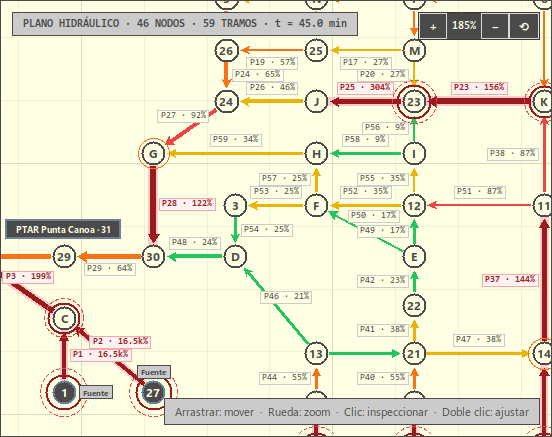 PLANO HIDRÁULICO · 46 NODOS · 59 TRAMOS · t = 45.0 min
+ 185% − ⟲
26 25 M
P19 · 57% P17 · 27%
P24 · 65% P20 · 27%
P26 · 46% P25 · 304% P23 · 156%
24 J 23 K
P27 · 92% P56 · 9%
P59 · 34% P58 · 9%
G H I P38 · 87%
P57 · 25% P55 · 35%
P53 · 25% P52 · 35% P51 · 87%
P28 · 122% 3 F 12 11
P50 · 17%
PTAR Punta Canoa · 31 P54 · 25% P49 · 17%
P48 · 24%
29 30 D E
P29 · 64%
P3 · 199% P42 · 23% P37 · 144%
P46 · 21%
22
C
P41 · 38%
P2 · 16.5k% P47 · 38%
P1 · 16.5k% 13 21 14
Fuente P44 · 55% P40 · 55%
1 Fuente 27
Arrastrar: mover · Rueda: zoom · Clic: inspeccionar · Doble clic: ajustar